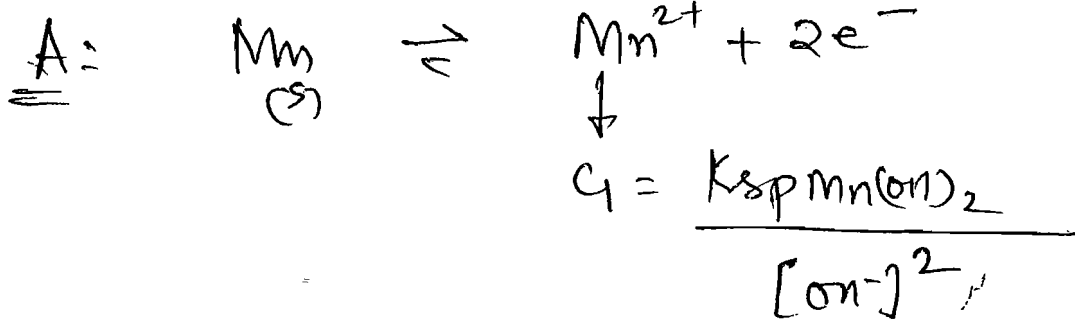 A: Mn ⇌ Mn²⁺ + 2e⁻
(s) ↓
C₁ = Ksp Mn(OH)₂
[OH⁻]²